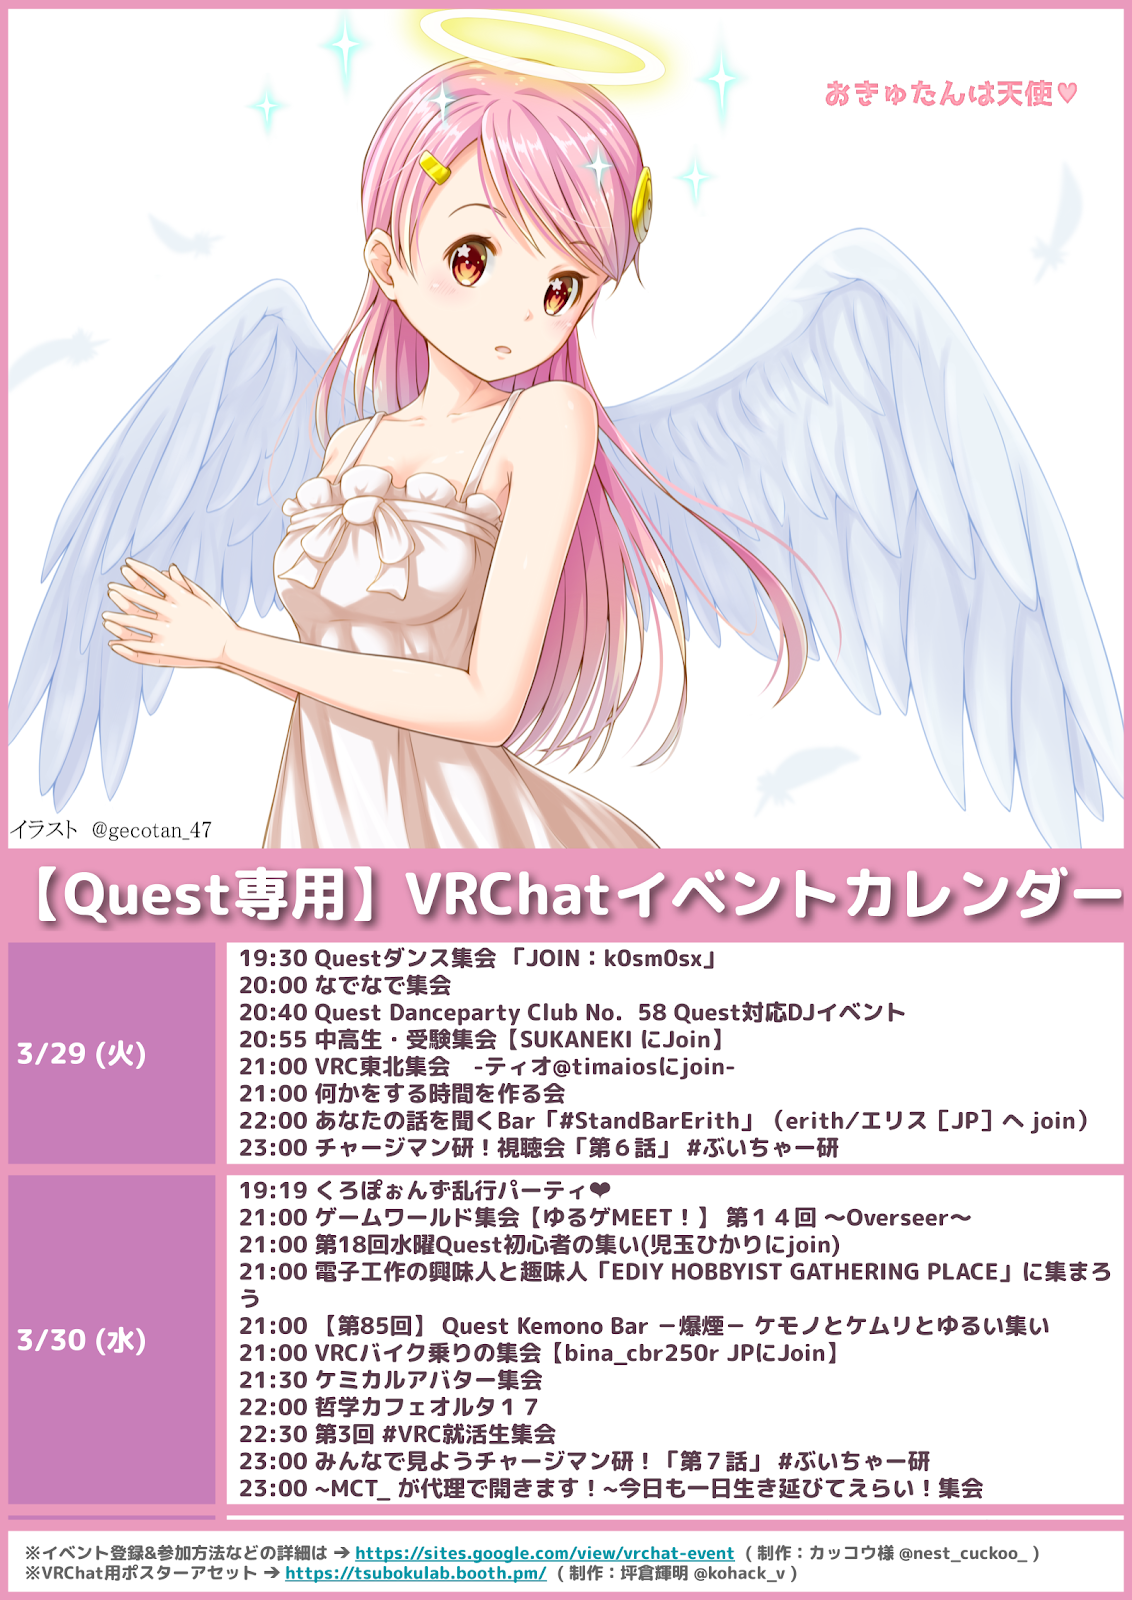 おきゅたんは天使♥
イラスト @gecotan_47
【Quest専用】VRChatイベントカレンダー
3/29 (火)
19:30 Questダンス集会 「JOIN：k0sm0sx」
20:00 なでなで集会
20:40 Quest Danceparty Club No．58 Quest対応DJイベント
20:55 中高生・受験集会【SUKANEKI にJoin】
21:00 VRC東北集会　-ティオ@timaiosにjoin-
21:00 何かをする時間を作る会
22:00 あなたの話を聞くBar「#StandBarErith」（erith/エリス［JP］へ join）
23:00 チャージマン研！視聴会「第６話」 #ぶいちゃー研
3/30 (水)
19:19 くろぽぉんず乱行パーティ❤
21:00 ゲームワールド集会【ゆるゲMEET！】 第１４回 ～Overseer～
21:00 第18回水曜Quest初心者の集い(児玉ひかりにjoin)
21:00 電子工作の興味人と趣味人「EDIY HOBBYIST GATHERING PLACE」に集まろ
う
21:00 【第85回】 Quest Kemono Bar －爆煙－ ケモノとケムリとゆるい集い
21:00 VRCバイク乗りの集会【bina_cbr250r JPにJoin】
21:30 ケミカルアバター集会
22:00 哲学カフェオルタ１７
22:30 第3回 #VRC就活生集会
23:00 みんなで見ようチャージマン研！「第７話」 #ぶいちゃー研
23:00 ~MCT_ が代理で開きます！~今日も一日生き延びてえらい！集会
※イベント登録&参加方法などの詳細は ➔ https://sites.google.com/view/vrchat-event （ 制作：カッコウ様 @nest_cuckoo_ ）
※VRChat用ポスターアセット ➔ https://tsubokulab.booth.pm/ （ 制作：坪倉輝明 @kohack_v ）